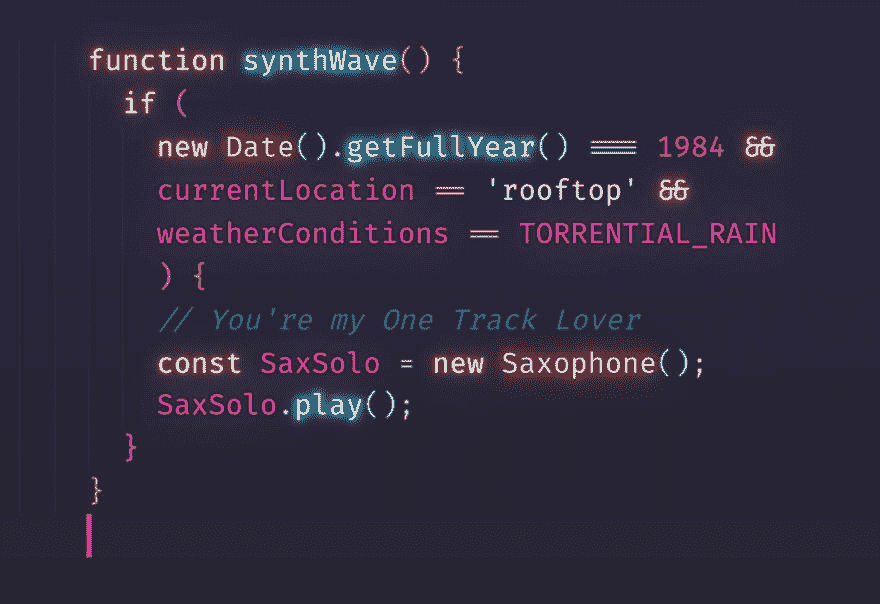 function synthWave() {
if (
new Date().getFullYear() === 1984 &&
currentLocation == 'rooftop' &&
weatherConditions == TORRENTIAL_RAIN
) {
// You're my One Track Lover
const SaxSolo = new Saxophone();
SaxSolo.play();
}
}